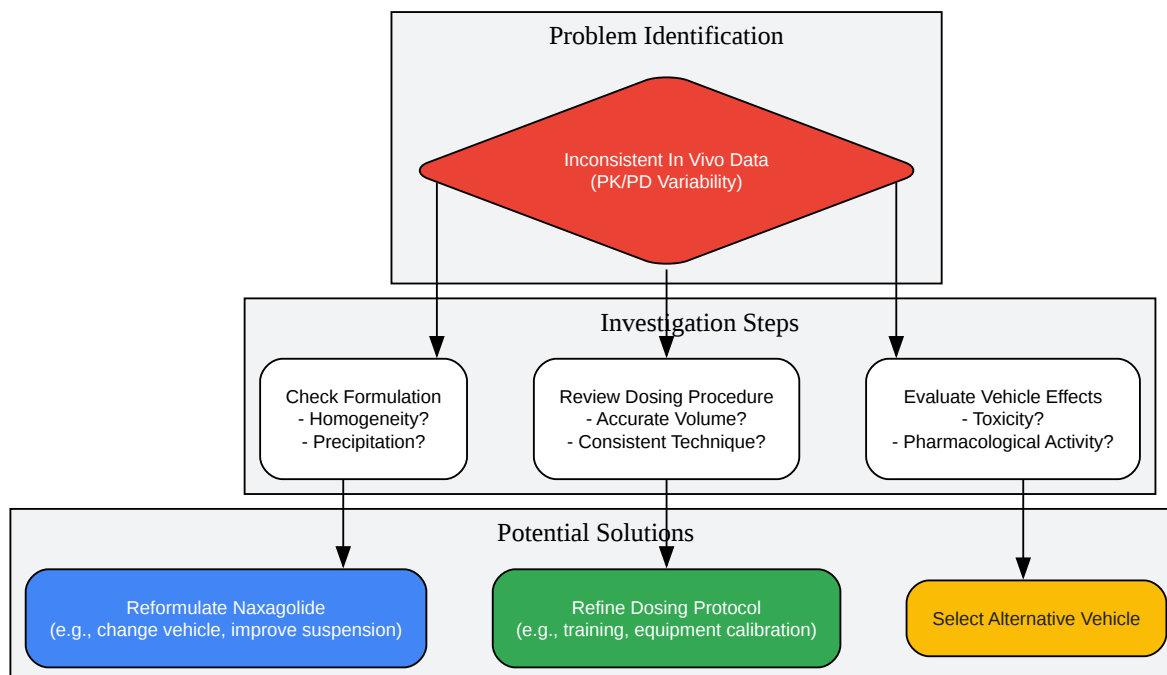 Problem Identification
Inconsistent In Vivo Data
(PK/PD Variability)
Investigation Steps
Check Formulation
- Homogeneity?
- Precipitation?
Review Dosing Procedure
- Accurate Volume?
- Consistent Technique?
Evaluate Vehicle Effects
- Toxicity?
- Pharmacological Activity?
Potential Solutions
Reformulate Naxagolide
(e.g., change vehicle, improve suspension)
Refine Dosing Protocol
(e.g., training, equipment calibration)
Select Alternative Vehicle